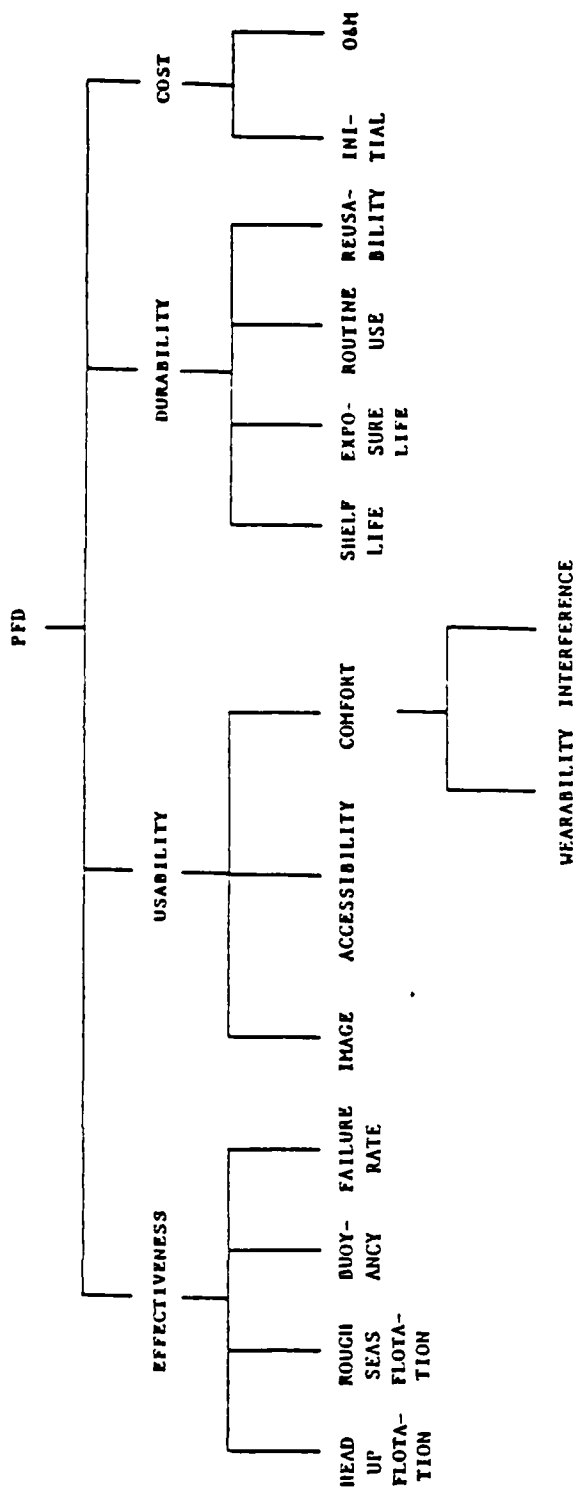 PFD
EFFECTIVENESS
USABILITY
DURABILITY
COST
HEAD
UP
FLOTA-
TION
ROUGH
SEAS
FLOTA-
TION
BUOY-
ANCY
FAILURE
RATE
IMAGE
ACCESSIBILITY
COMFORT
SHELF
LIFE
EXPO-
SURE
LIFE
ROUTINE
USE
REUSA-
BILITY
INI-
TIAL
O&M
WEARABILITY
INTERFERENCE